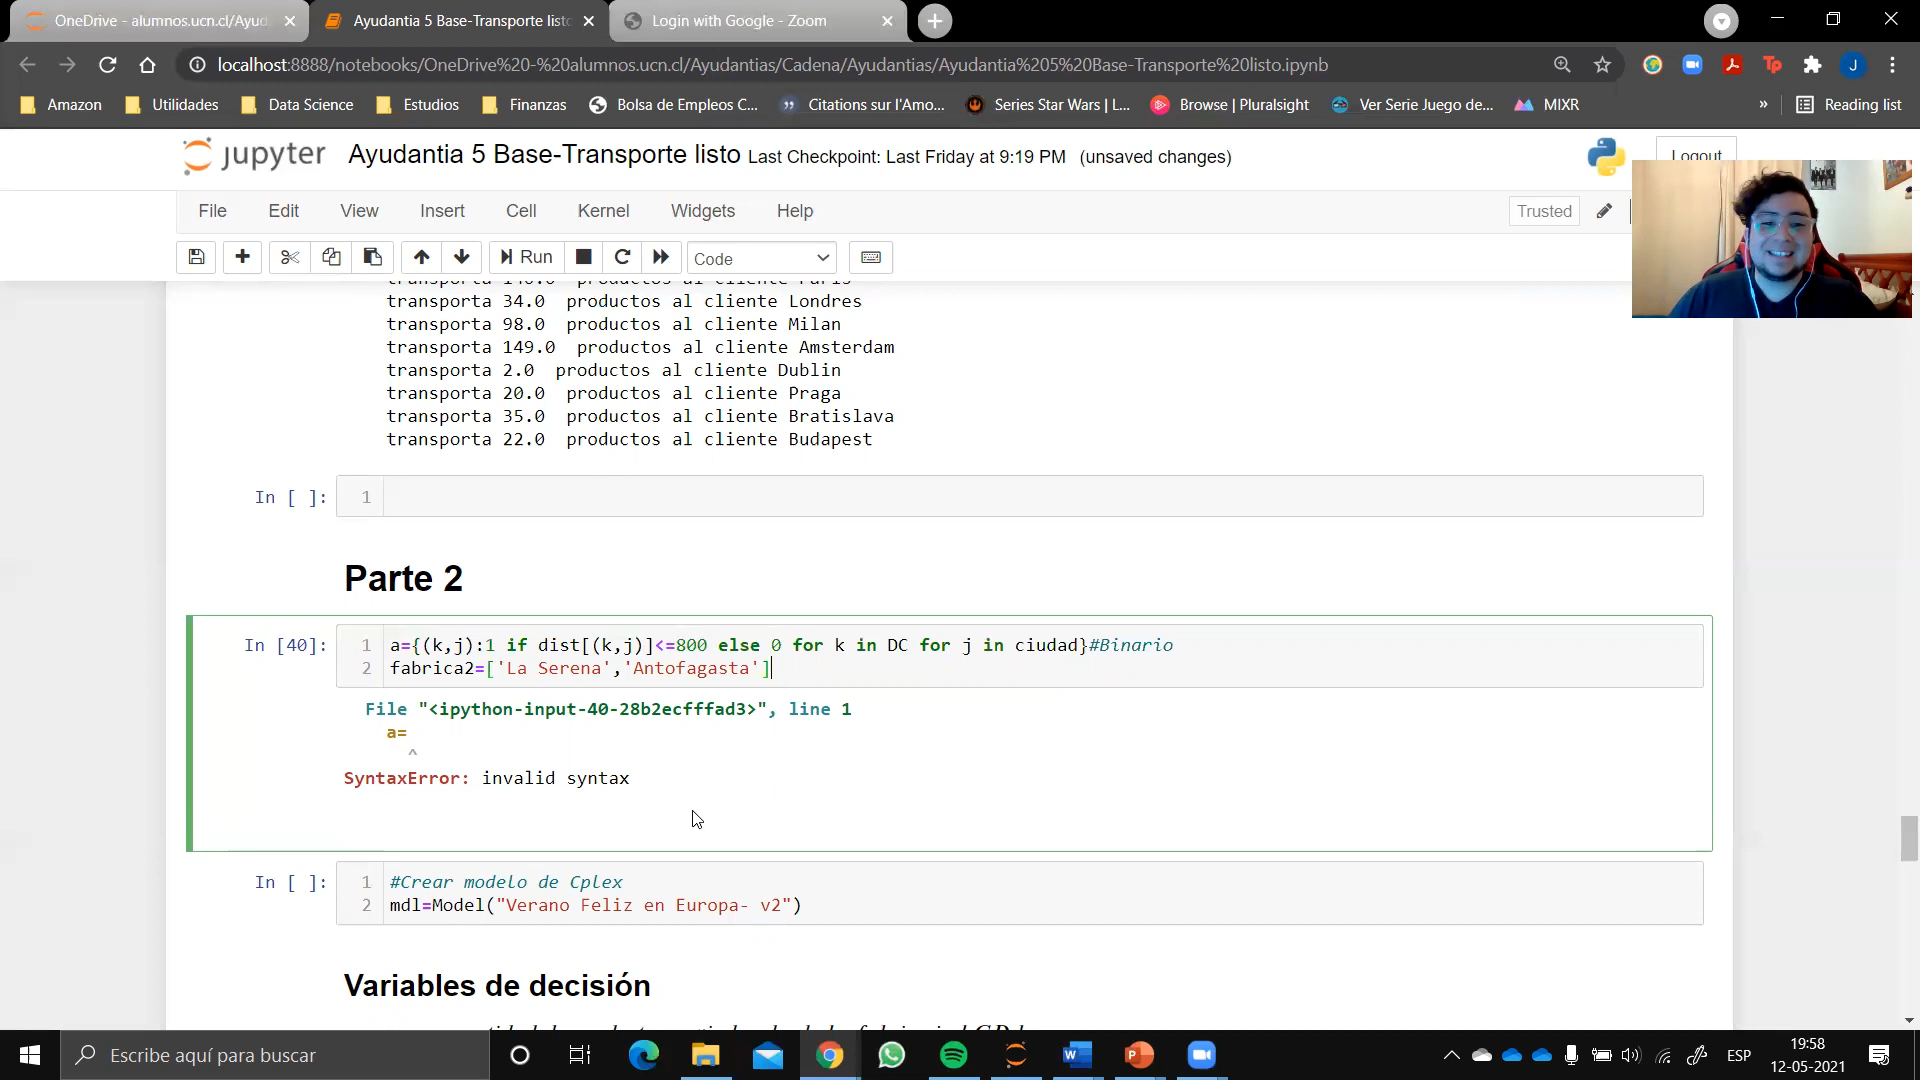 OneDrive - alumnos.ucn.cl/Ayud
Ayudantia 5 Base-Transporte listo
Login with Google - Zoom
localhost:8888/notebooks/OneDrive%20-%20alumnos.ucn.cl/Ayudantias/Cadena/Ayudantias/Ayudantia%205%20Base-Transporte%20listo.ipynb
Amazon
Utilidades
Data Science
Estudios
Finanzas
Bolsa de Empleos C...
Citations sur l'Amo...
Series Star Wars | L...
Browse | Pluralsight
Ver Serie Juego de...
MIXR
»
Reading list
jupyter Ayudantia 5 Base-Transporte listo Last Checkpoint: Last Friday at 9:19 PM (unsaved changes)
Logout
File Edit View Insert Cell Kernel Widgets Help
Trusted
Run
Code
transporta 140.0 productos al cliente Paris
transporta 34.0 productos al cliente Londres
transporta 98.0 productos al cliente Milan
transporta 149.0 productos al cliente Amsterdam
transporta 2.0 productos al cliente Dublin
transporta 20.0 productos al cliente Praga
transporta 35.0 productos al cliente Bratislava
transporta 22.0 productos al cliente Budapest
In [ ]: 1
Parte 2
In [40]: 1 a={(k,j):1 if dist[(k,j)]<=800 else 0 for k in DC for j in ciudad}#Binario
2 fabrica2=['La Serena','Antofagasta']
File "<ipython-input-40-28b2ecfffad3>", line 1
a=
^
SyntaxError: invalid syntax
In [ ]: 1 #Crear modelo de Cplex
2 mdl=Model("Verano Feliz en Europa- v2")
Variables de decisión
Escribe aquí para buscar
ESP
19:58
12-05-2021